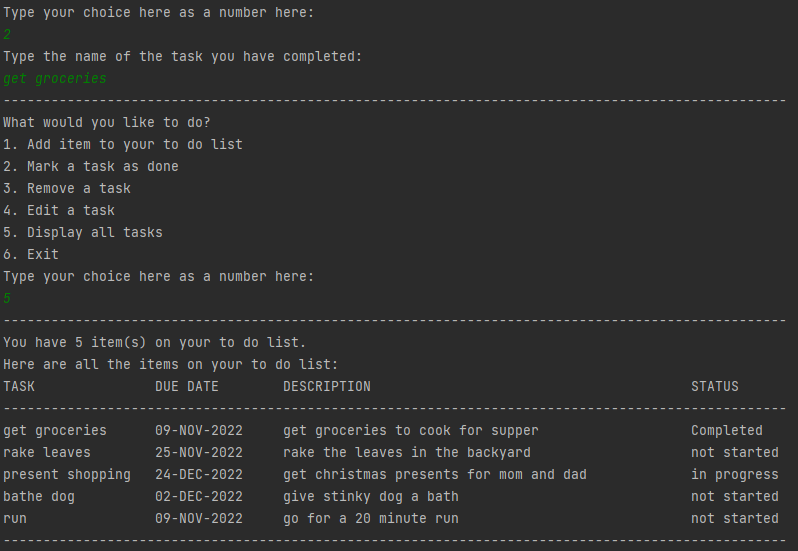 Type your choice here as a number here:
2
Type the name of the task you have completed:
get groceries
--------------------------------------------------------------------------------------------------
What would you like to do?
1. Add item to your to do list
2. Mark a task as done
3. Remove a task
4. Edit a task
5. Display all tasks
6. Exit
Type your choice here as a number here:
5
--------------------------------------------------------------------------------------------------
You have 5 item(s) on your to do list.
Here are all the items on your to do list:
TASK               DUE DATE        DESCRIPTION                                        STATUS
--------------------------------------------------------------------------------------------------
get groceries      09-NOV-2022     get groceries to cook for supper                   Completed
rake leaves        25-NOV-2022     rake the leaves in the backyard                    not started
present shopping   24-DEC-2022     get christmas presents for mom and dad             in progress
bathe dog          02-DEC-2022     give stinky dog a bath                             not started
run                09-NOV-2022     go for a 20 minute run                             not started
--------------------------------------------------------------------------------------------------